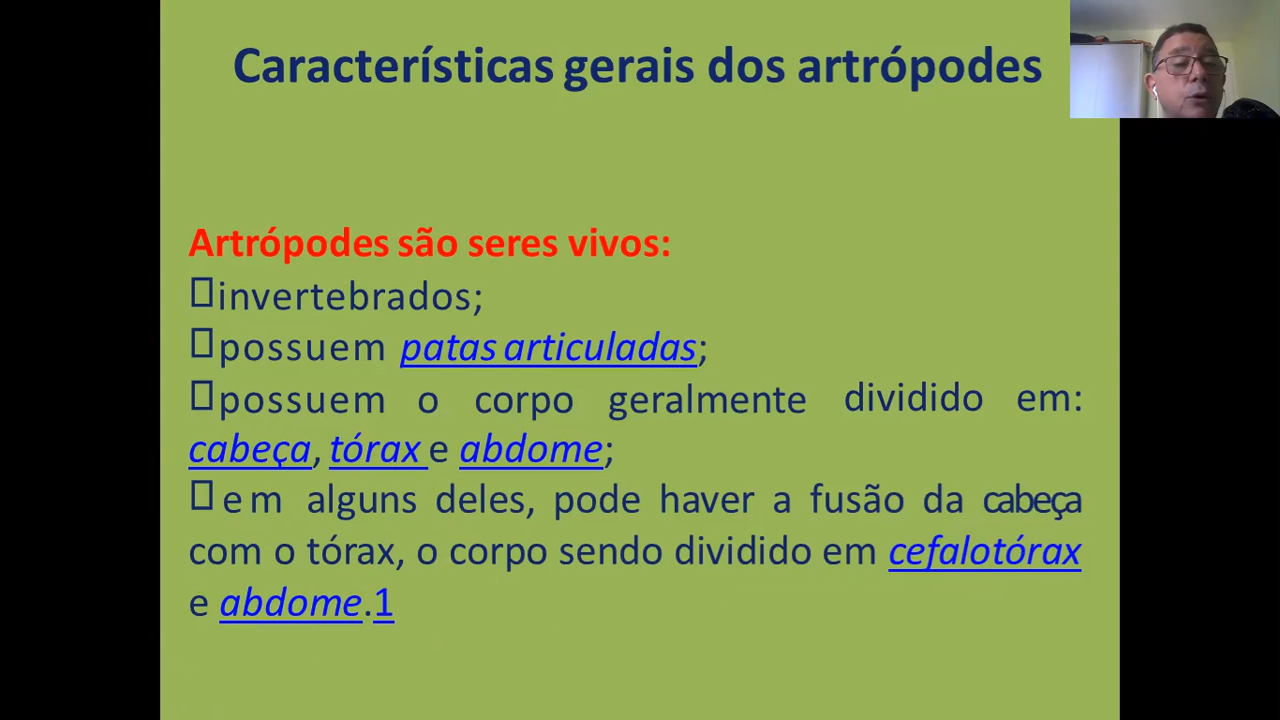 Características gerais dos artrópodes
Artrópodes são seres vivos:
invertebrados;
possuem patas articuladas;
possuem o corpo geralmente dividido em:
cabeça, tórax e abdome;
em alguns deles, pode haver a fusão da cabeça
com o tórax, o corpo sendo dividido em cefalotórax
e abdome.1